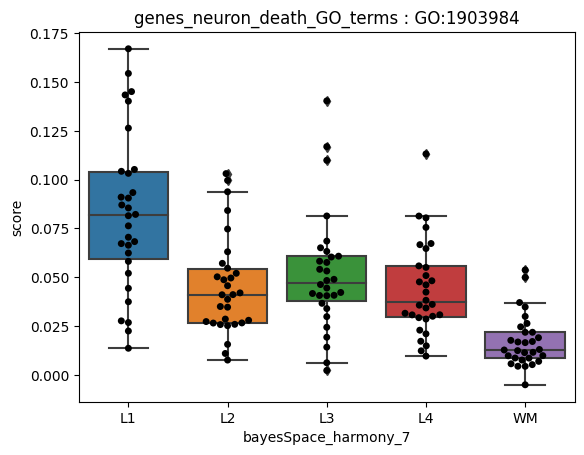 genes_neuron_death_GO_terms : GO:1903984
score
0.175
0.150
0.125
0.100
0.075
0.050
0.025
0.000
L1 L2 L3 L4 WM
bayesSpace_harmony_7